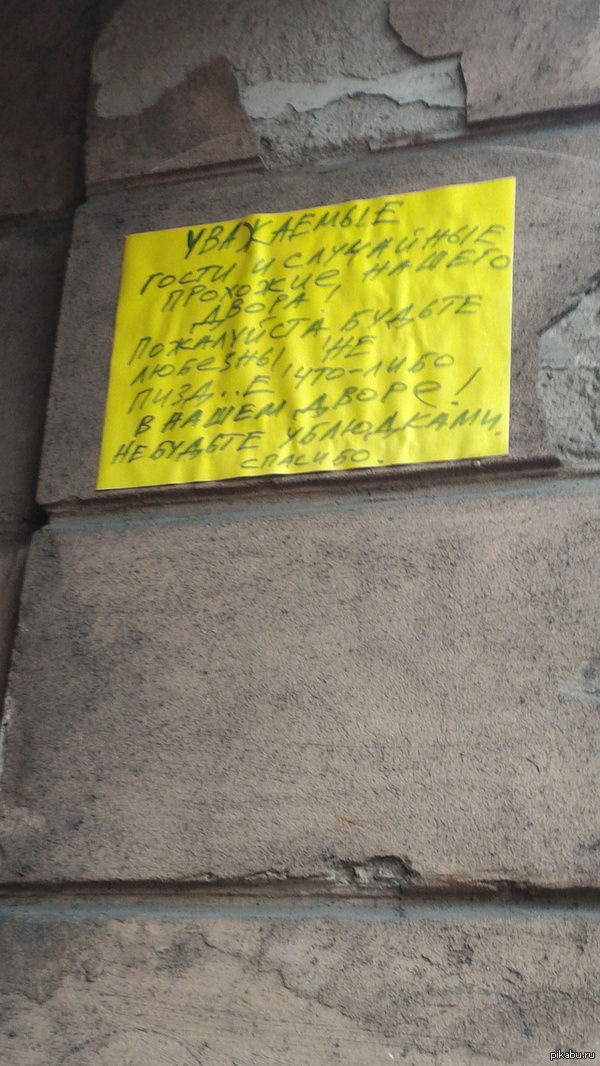 УВАЖАЕМЫЕ
ГОСТИ И СЛУЧАЙНЫЕ
ПРОХОЖИЕ НАШЕГО
ДВОРА,
ПОЖАЛУЙСТА, БУДЬТЕ
ЛЮБЕЗНЫ, НЕ
ПИЗД..Е ЧТО-ЛИБО
В НАШЕМ ДВОРЕ!
НЕ БУДЬТЕ УБЛЮДКАМИ.
СПАСИБО.
pikabu.ru